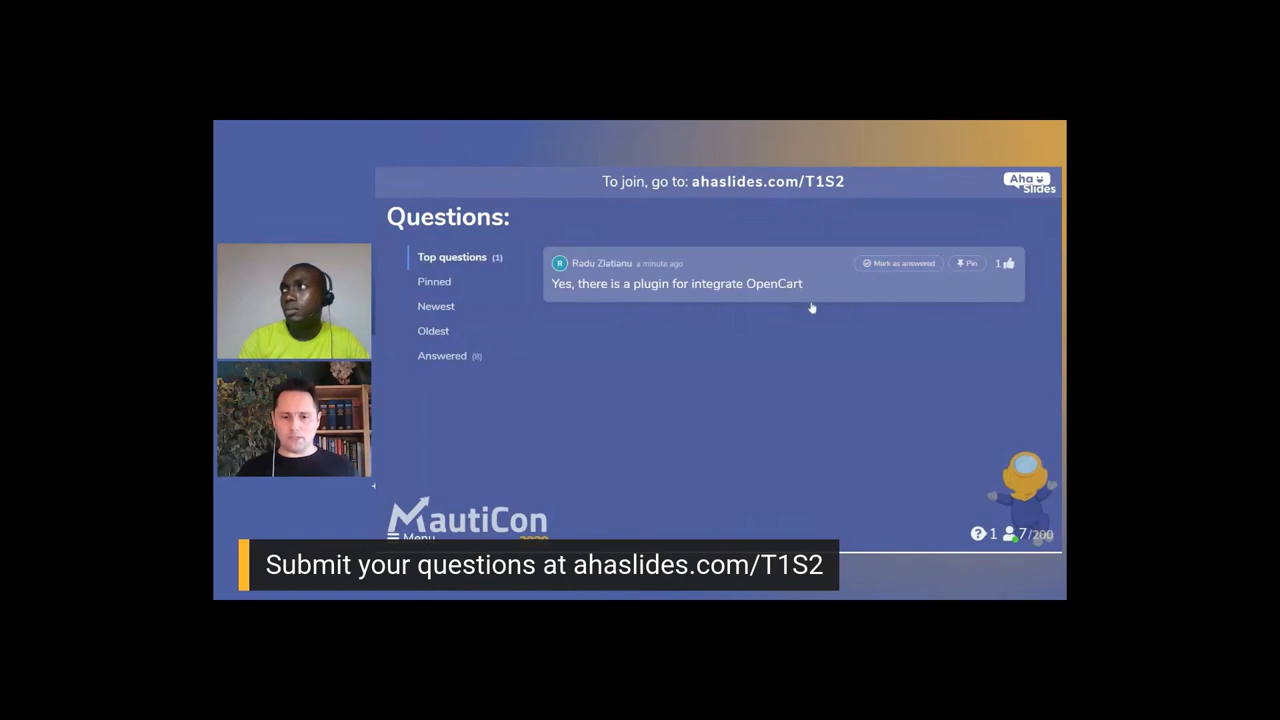 To join, go to: ahaslides.com/T1S2
Aha
Slides
Questions:
Top questions (1)
Pinned
Newest
Oldest
Answered (8)
R Radu Zlatianu a minute ago
Mark as answered
Pin
1
Yes, there is a plugin for integrate OpenCart
MautiCon
2020
Menu
? 1 7/200
Submit your questions at ahaslides.com/T1S2